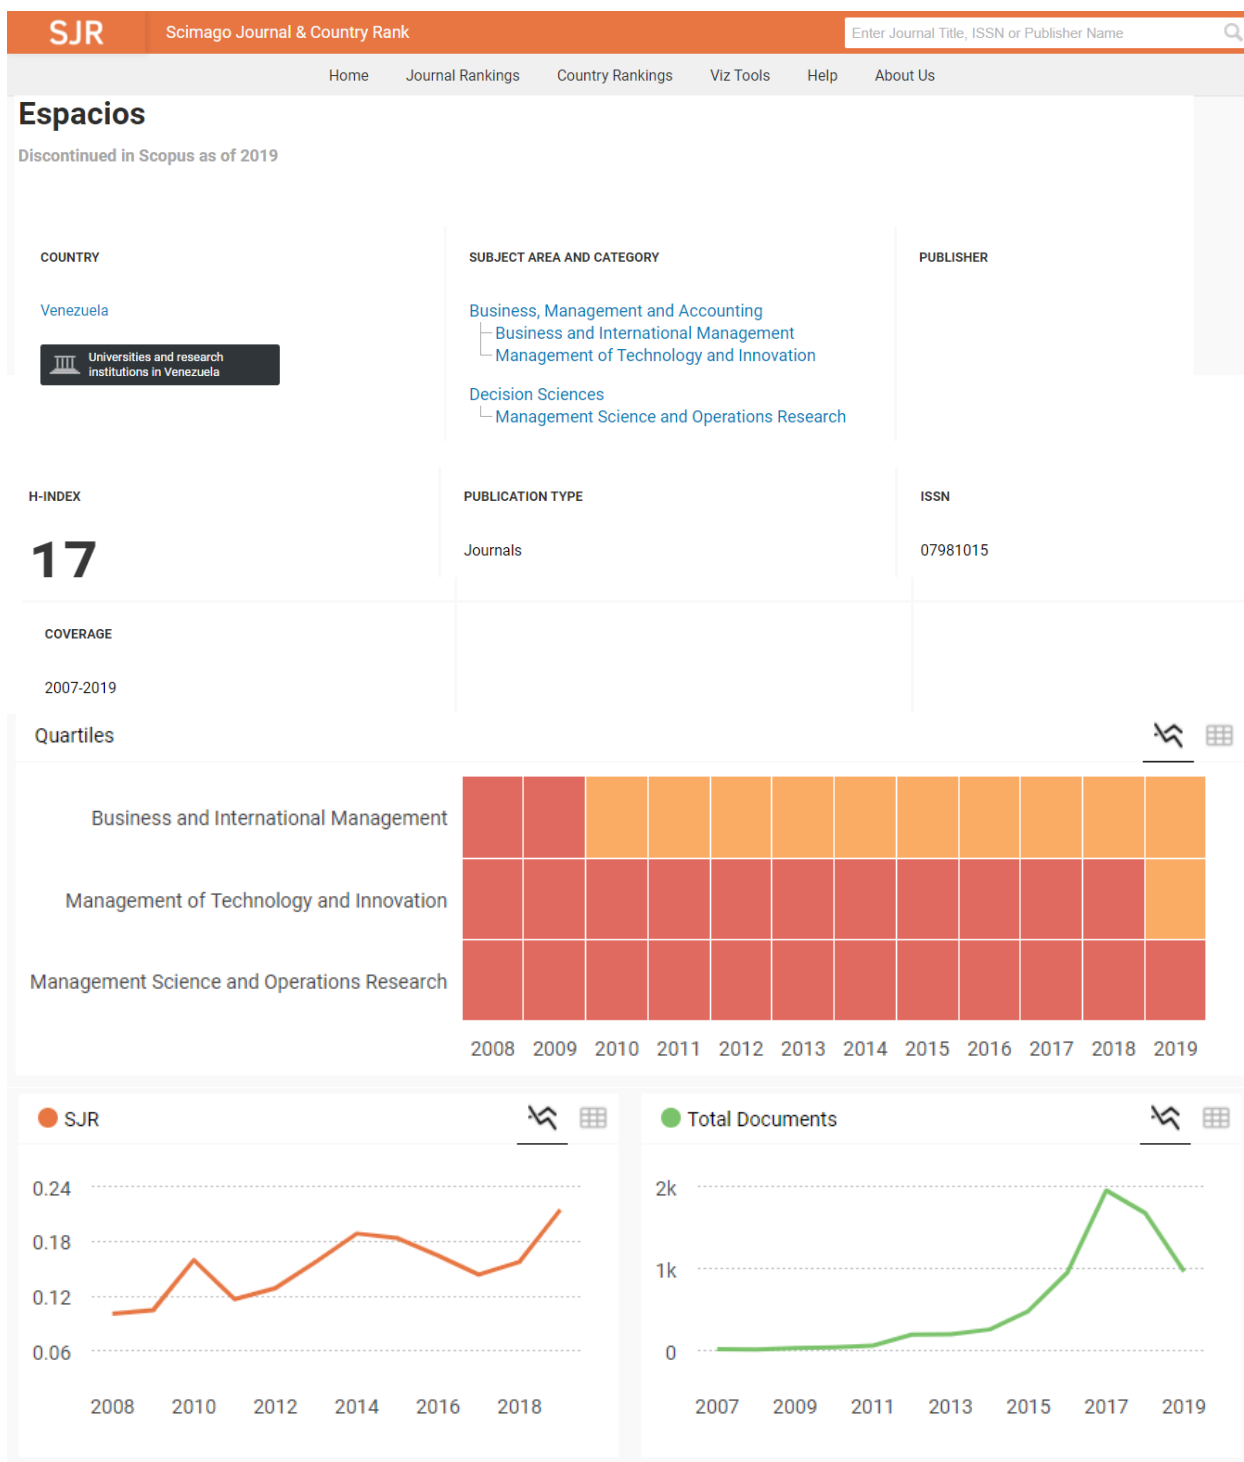 SJR Scimago Journal & Country Rank Enter Journal Title, ISSN or Publisher Name
Home Journal Rankings Country Rankings Viz Tools Help About Us
Espacios
Discontinued in Scopus as of 2019
COUNTRY
Venezuela
Universities and research
institutions in Venezuela
SUBJECT AREA AND CATEGORY
Business, Management and Accounting
Business and International Management
Management of Technology and Innovation
Decision Sciences
Management Science and Operations Research
PUBLISHER
H-INDEX
17
PUBLICATION TYPE
Journals
ISSN
07981015
COVERAGE
2007-2019
Quartiles
Business and International Management
Management of Technology and Innovation
Management Science and Operations Research
2008 2009 2010 2011 2012 2013 2014 2015 2016 2017 2018 2019
SJR
0.24
0.18
0.12
0.06
2008 2010 2012 2014 2016 2018
Total Documents
2k
1k
0
2007 2009 2011 2013 2015 2017 2019